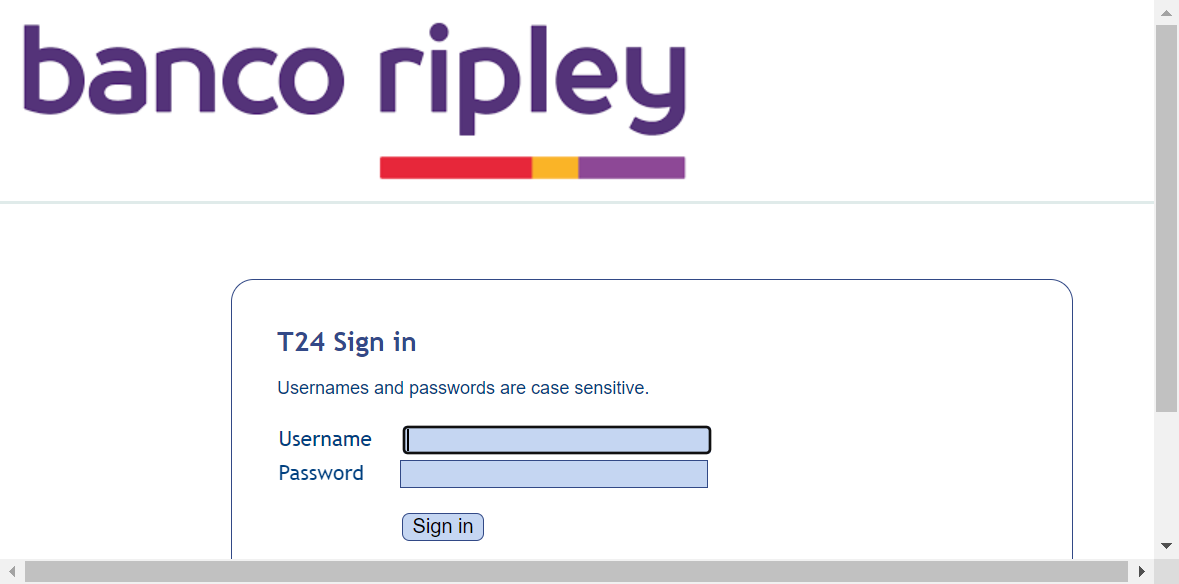 banco ripley
T24 Sign in
Usernames and passwords are case sensitive.
Username
Password
Sign in